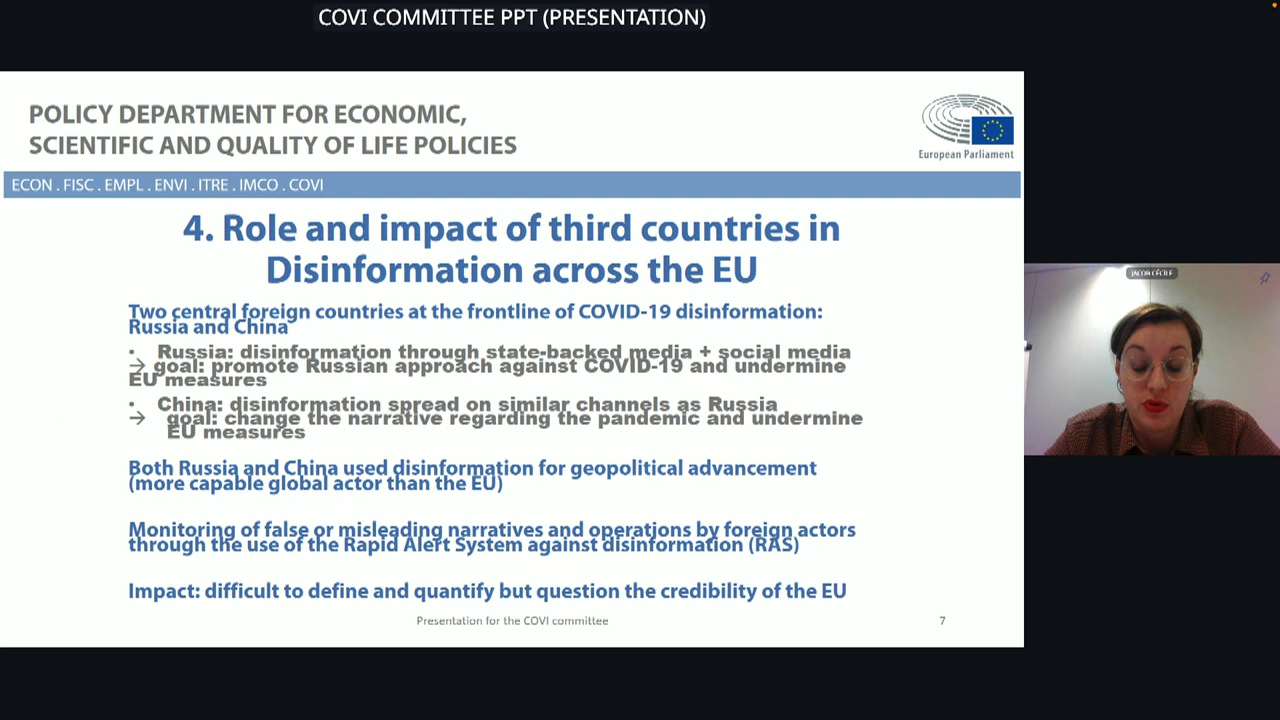 COVI COMMITTEE PPT (PRESENTATION)
POLICY DEPARTMENT FOR ECONOMIC,
SCIENTIFIC AND QUALITY OF LIFE POLICIES
European Parliament
ECON . FISC . EMPL . ENVI . ITRE . IMCO . COVI
4. Role and impact of third countries in
Disinformation across the EU
Two central foreign countries at the frontline of COVID-19 disinformation:
Russia and China
• Russia: disinformation through state-backed media + social media
→ goal: promote Russian approach against COVID-19 and undermine
EU measures
• China: disinformation spread on similar channels as Russia
→ goal: change the narrative regarding the pandemic and undermine
EU measures
Both Russia and China used disinformation for geopolitical advancement
(more capable global actor than the EU)
Monitoring of false or misleading narratives and operations by foreign actors
through the use of the Rapid Alert System against disinformation (RAS)
Impact: difficult to define and quantify but question the credibility of the EU
Presentation for the COVI committee
7
JACOB CÉCILE